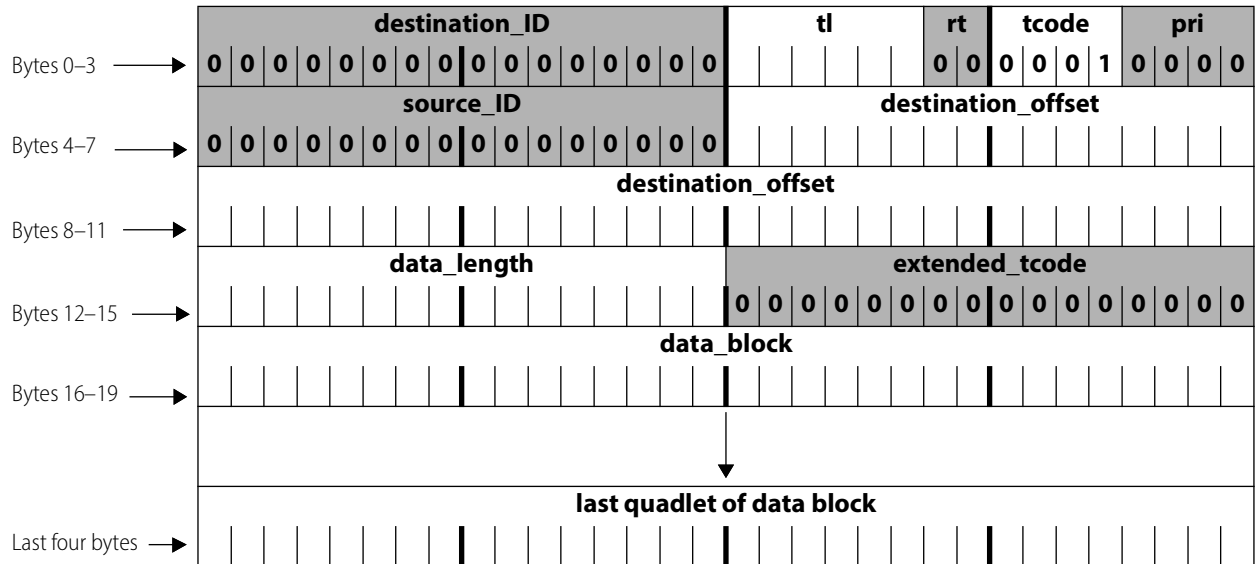 destination_ID tl rt tcode pri
Bytes 0–3 0 0 0 0 0 0 0 0 0 0 0 0 0 0 0 0 0 0 0 0 0 1 0 0 0 0
source_ID destination_offset
Bytes 4–7 0 0 0 0 0 0 0 0 0 0 0 0 0 0 0 0
destination_offset
Bytes 8–11
data_length extended_tcode
Bytes 12–15 0 0 0 0 0 0 0 0 0 0 0 0 0 0 0 0
data_block
Bytes 16–19
last quadlet of data block
Last four bytes